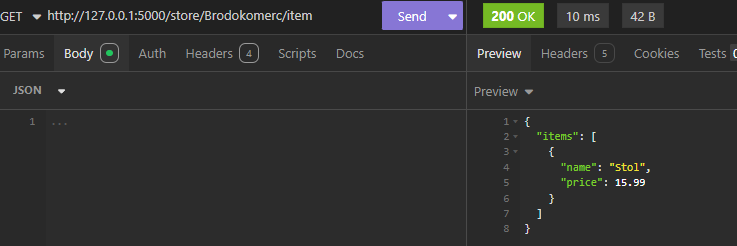 GET http://127.0.0.1:5000/store/Brodokomerc/item Send 200 OK 10 ms 42 B
Params Body Auth Headers 4 Scripts Docs Preview Headers 5 Cookies Tests
JSON Preview
1 ...
1 {
2 "items": [
3 {
4 "name": "Stol",
5 "price": 15.99
6 }
7 ]
8 }